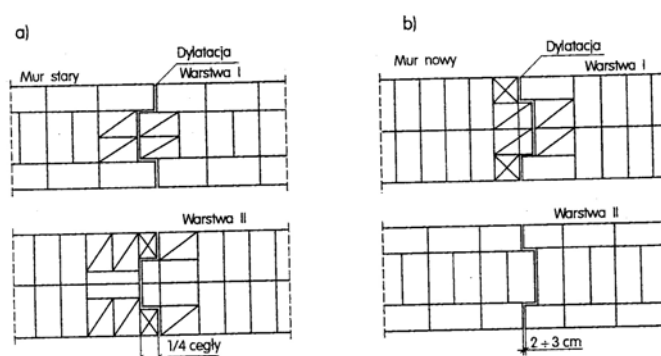 a)
Dylatacja
Mur stary
Warstwa I
Warstwa II
1/4 cegły
b)
Dylatacja
Mur nowy
Warstwa I
Warstwa II
2 ÷ 3 cm